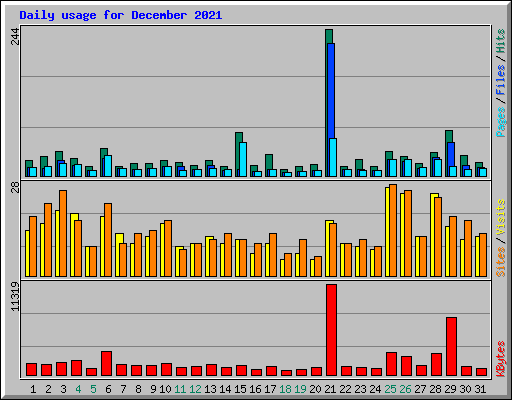 Daily usage for December 2021
244
Pages / Files / Hits
28
Sites / Visits
11319
KBytes
1 2 3 4 5 6 7 8 9 10 11 12 13 14 15 16 17 18 19 20 21 22 23 24 25 26 27 28 29 30 31